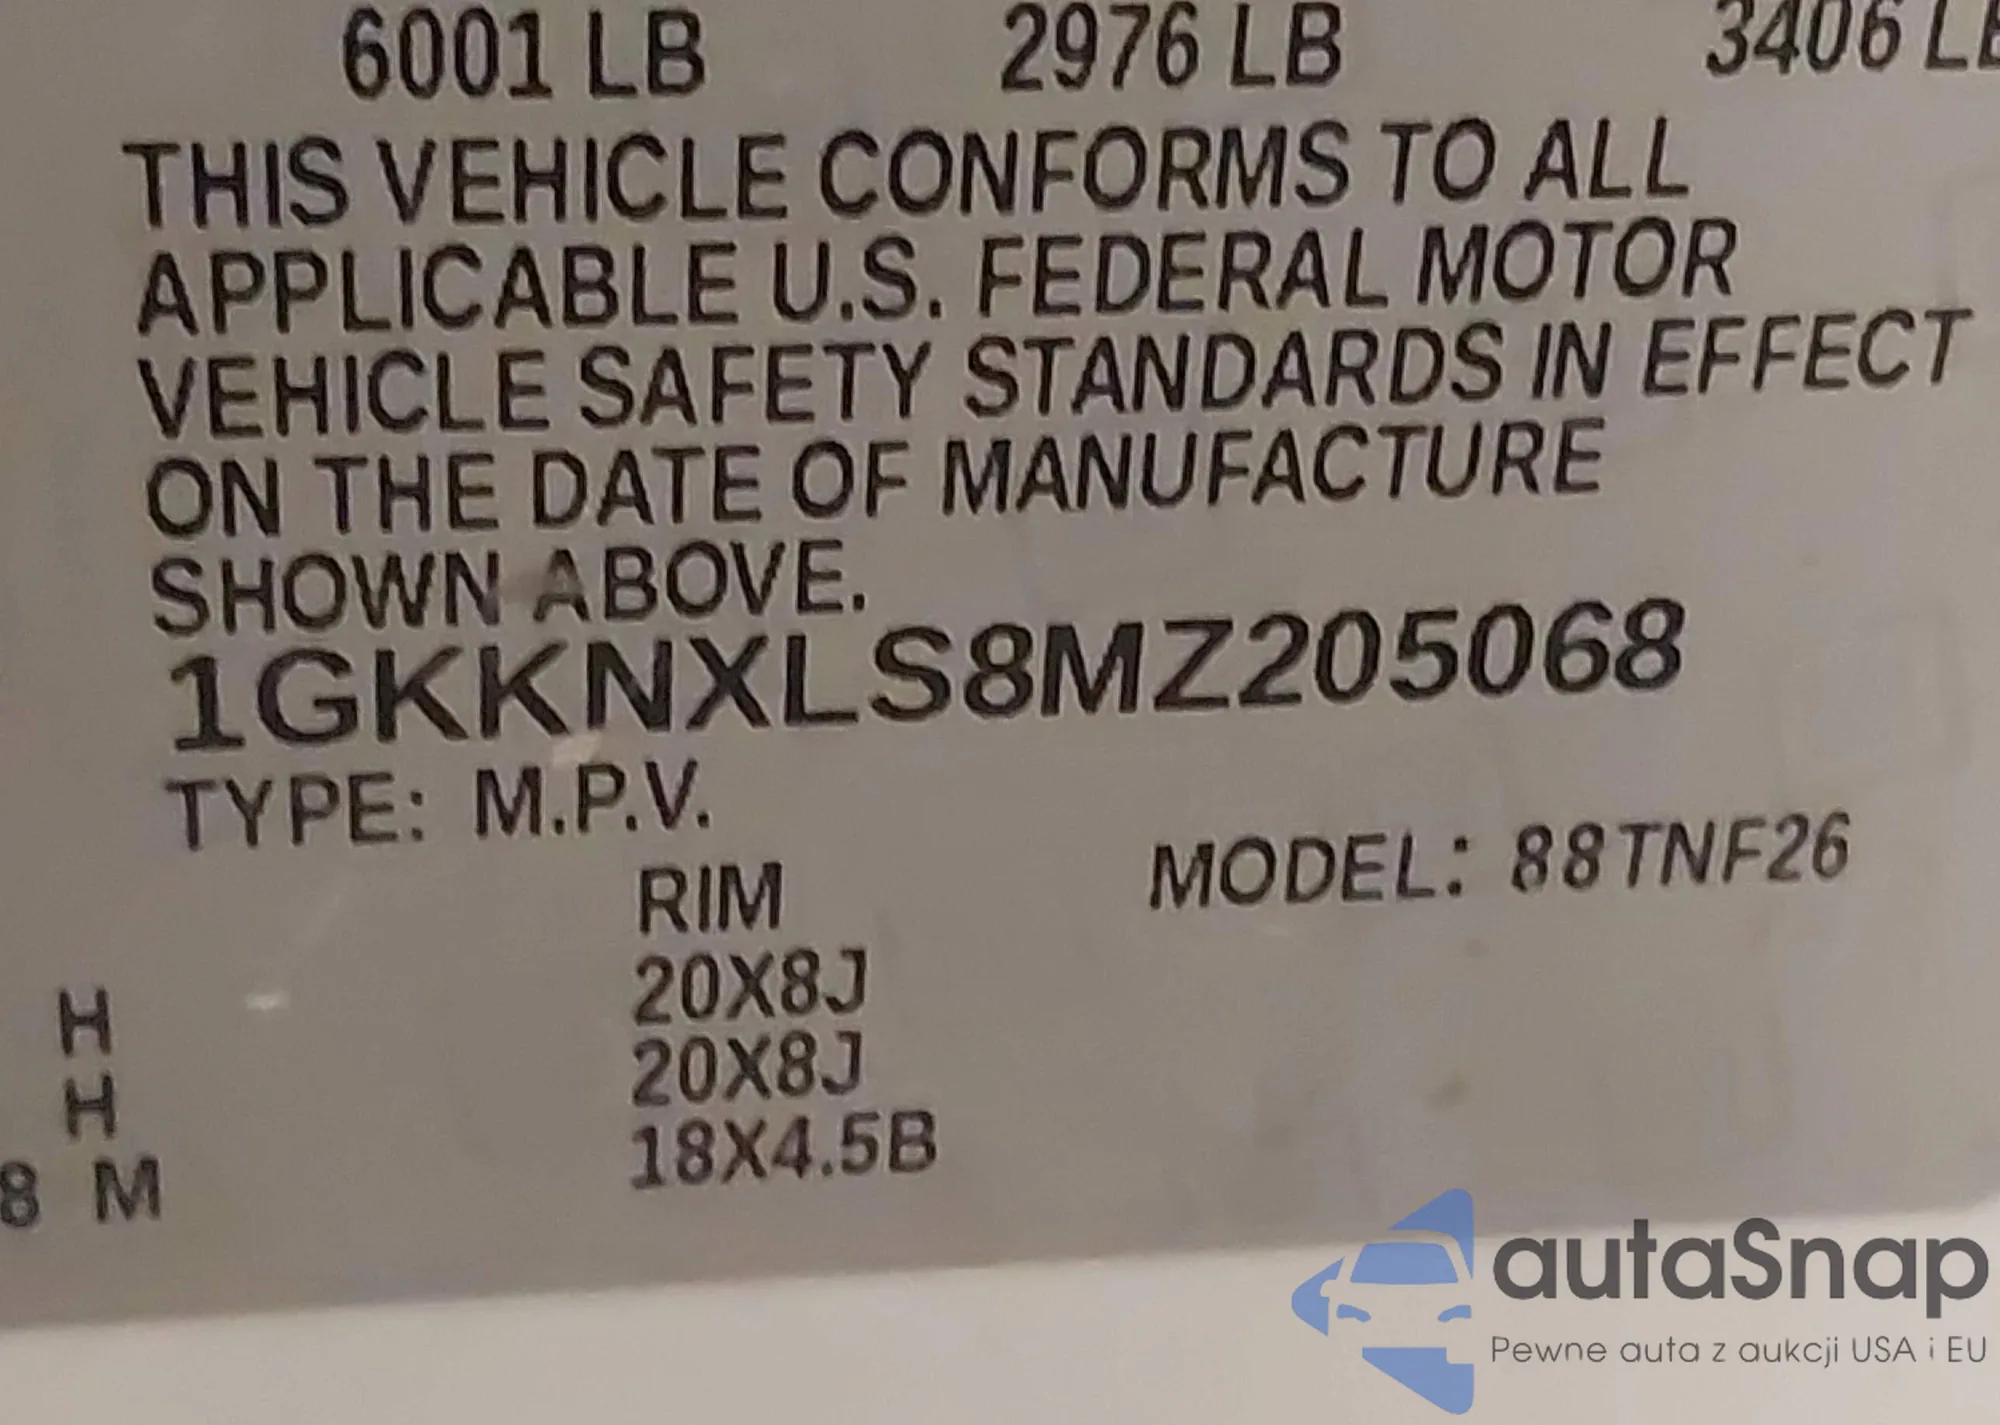 6001 LB 2976 LB 3406 LB
THIS VEHICLE CONFORMS TO ALL
APPLICABLE U.S. FEDERAL MOTOR
VEHICLE SAFETY STANDARDS IN EFFECT
ON THE DATE OF MANUFACTURE
SHOWN ABOVE.
1GKKNXLS8MZ205068
TYPE: M.P.V.
MODEL: 88TNF26
RIM
H 20X8J
H 20X8J
8 M 18X4.5B
autaSnap
Pewne auta z aukcji USA i EU